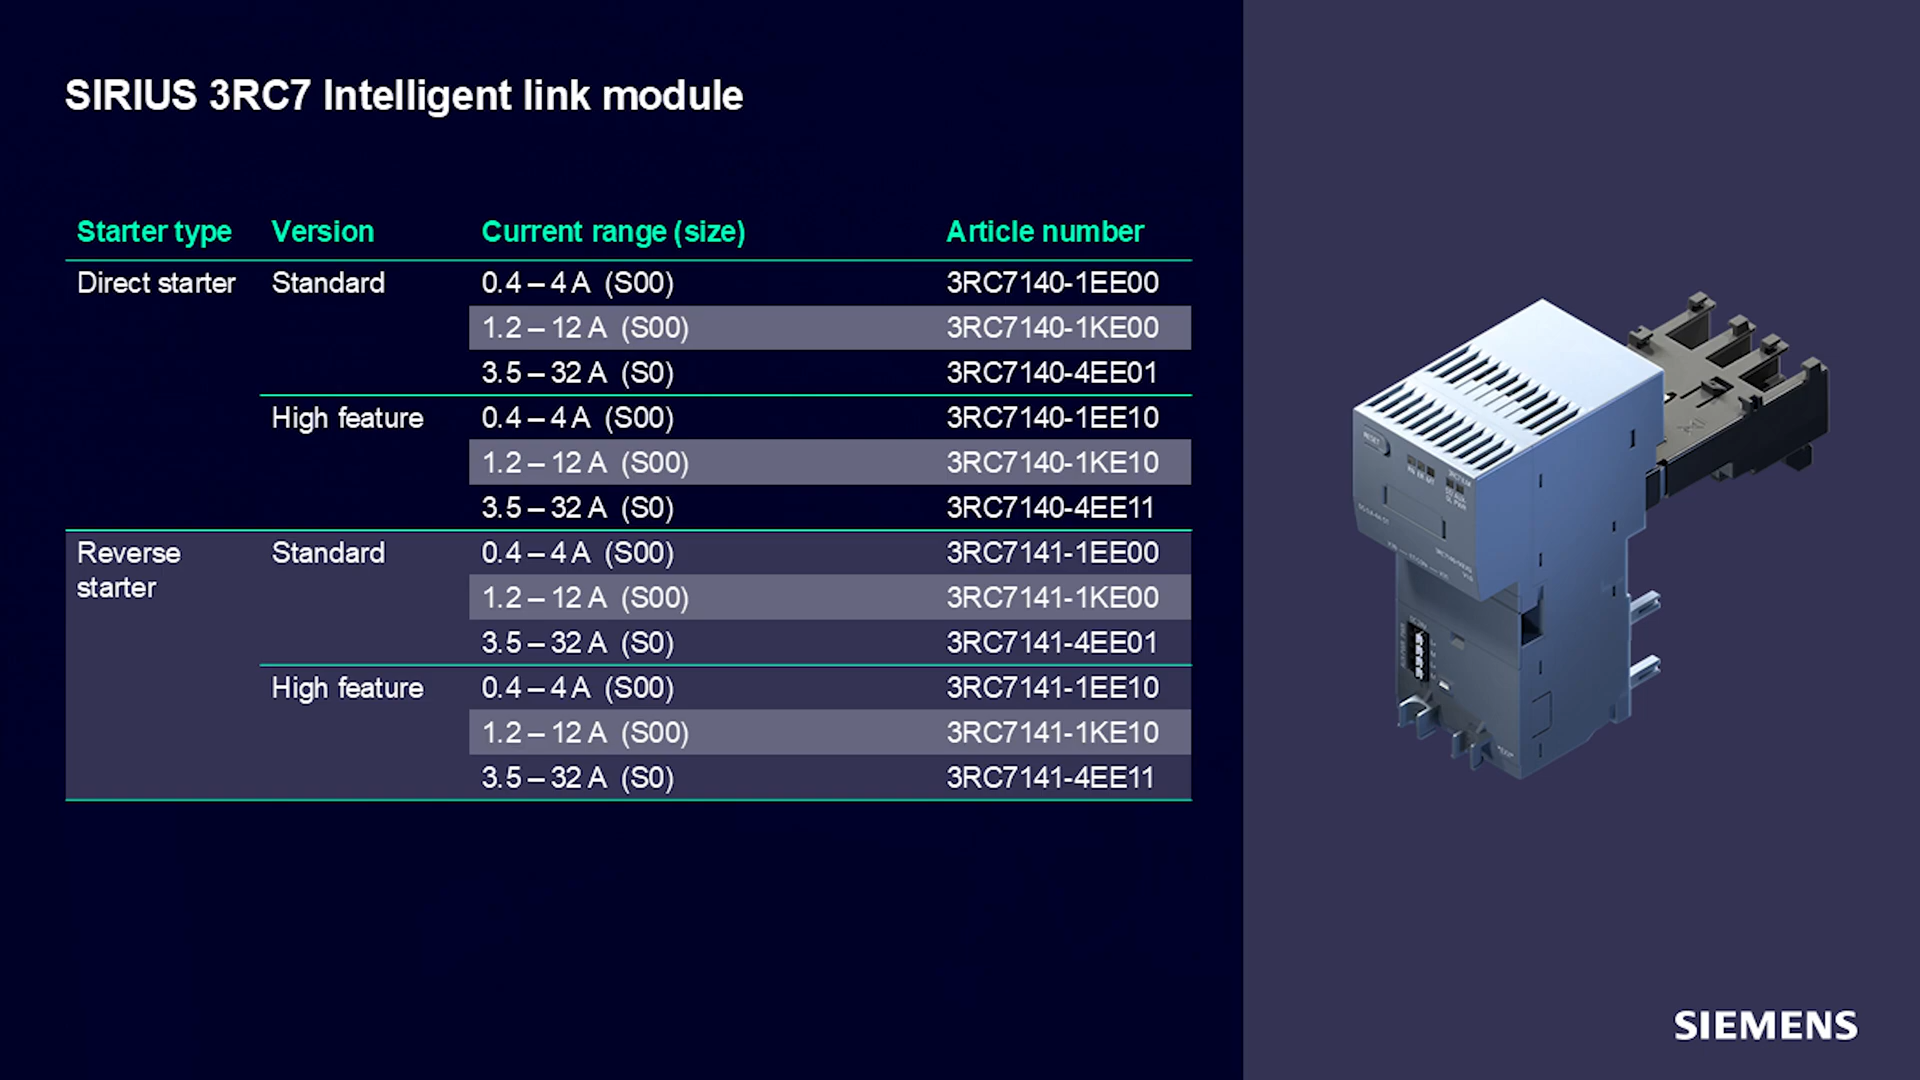 SIRIUS 3RC7 Intelligent link module
Starter type Version Current range (size) Article number
Direct starter Standard 0.4 – 4 A (S00) 3RC7140-1EE00
1.2 – 12 A (S00) 3RC7140-1KE00
3.5 – 32 A (S0) 3RC7140-4EE01
High feature 0.4 – 4 A (S00) 3RC7140-1EE10
1.2 – 12 A (S00) 3RC7140-1KE10
3.5 – 32 A (S0) 3RC7140-4EE11
Reverse starter Standard 0.4 – 4 A (S00) 3RC7141-1EE00
1.2 – 12 A (S00) 3RC7141-1KE00
3.5 – 32 A (S0) 3RC7141-4EE01
High feature 0.4 – 4 A (S00) 3RC7141-1EE10
1.2 – 12 A (S00) 3RC7141-1KE10
3.5 – 32 A (S0) 3RC7141-4EE11
RESET
SIEMENS